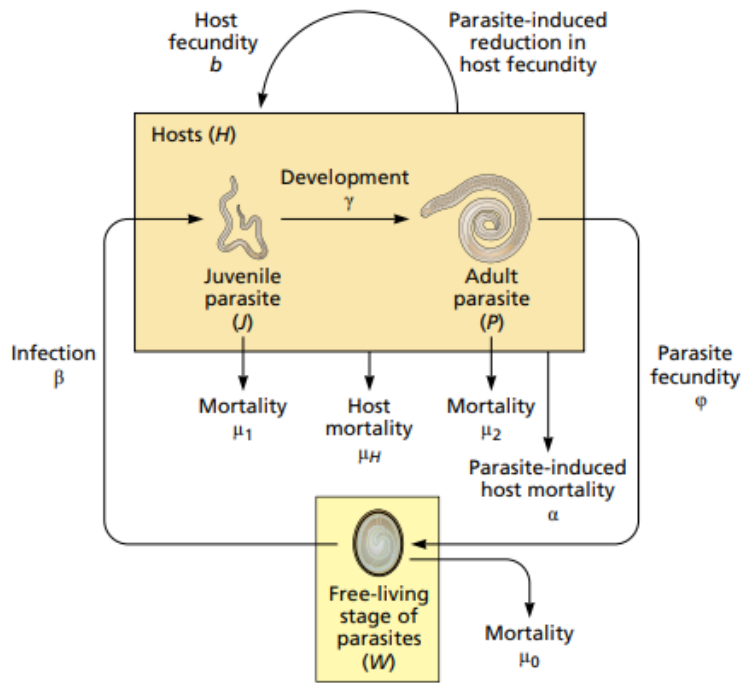 Host
fecundity
b
Parasite-induced
reduction in
host fecundity
Hosts (H)
Development
γ
Juvenile
parasite
(J)
Adult
parasite
(P)
Infection
β
Parasite
fecundity
φ
Mortality
μ1
Host
mortality
μH
Mortality
μ2
Parasite-induced
host mortality
α
Free-living
stage of
parasites
(W)
Mortality
μ0